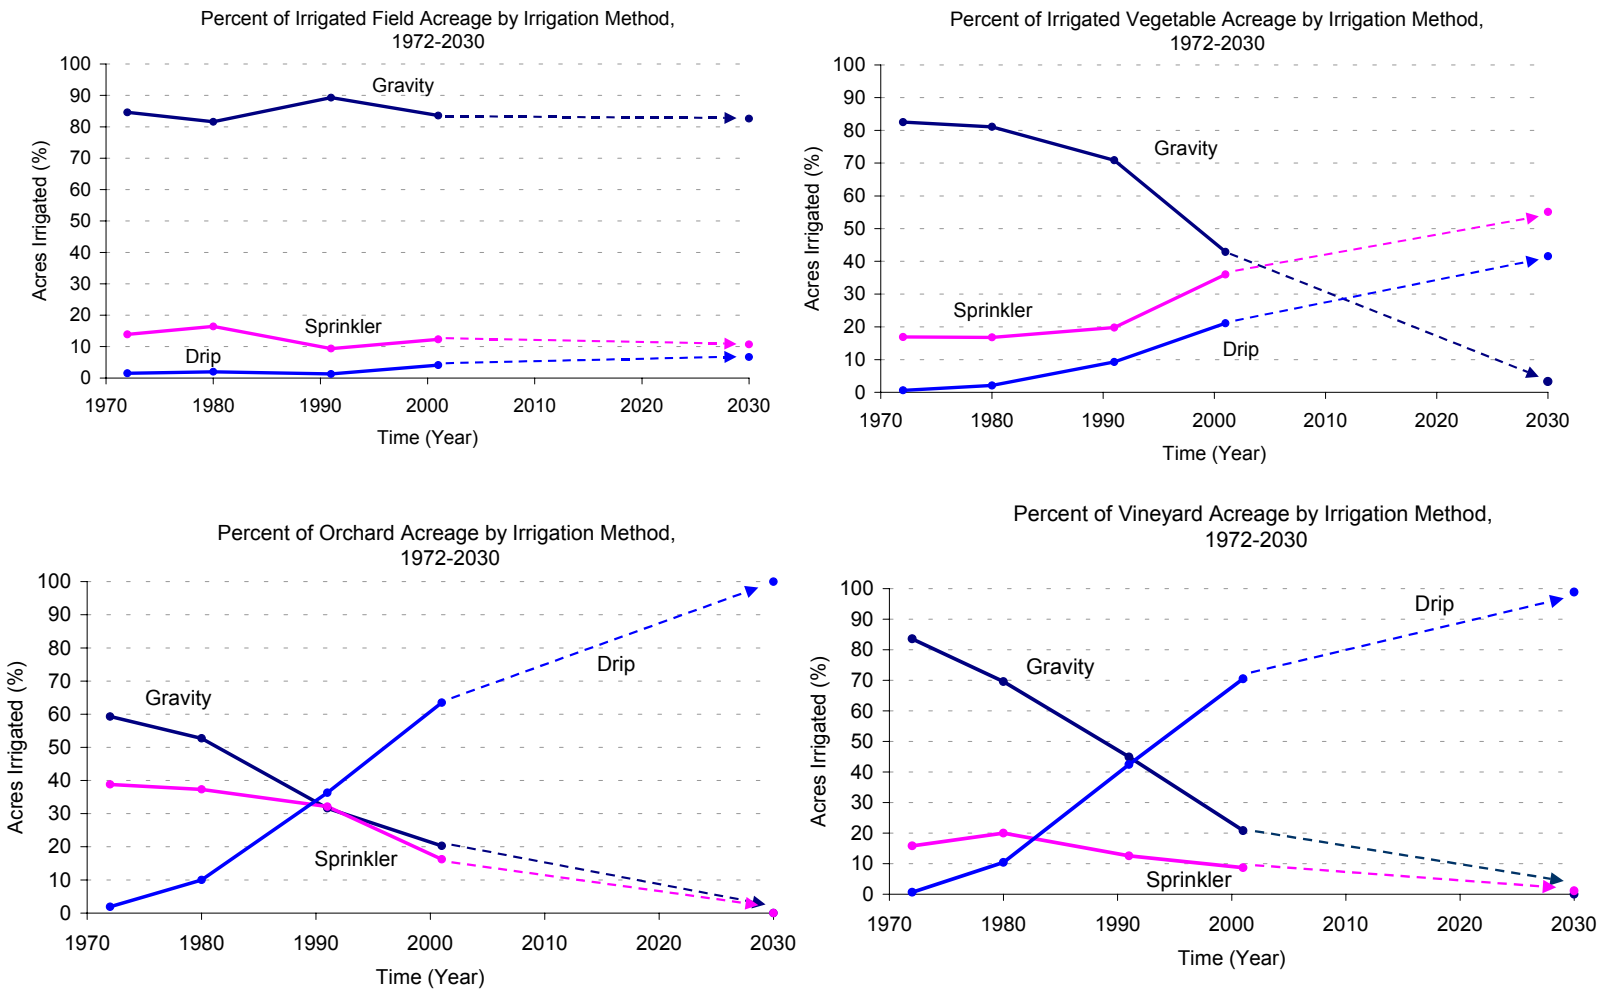 Percent of Irrigated Field Acreage by Irrigation Method,
1972-2030
100
90
80
70
60
50
40
30
20
10
0
Acres Irrigated (%)
Gravity
Sprinkler
Drip
1970 1980 1990 2000 2010 2020 2030
Time (Year)
Percent of Irrigated Vegetable Acreage by Irrigation Method,
1972-2030
100
90
80
70
60
50
40
30
20
10
0
Acres Irrigated (%)
Gravity
Sprinkler
Drip
1970 1980 1990 2000 2010 2020 2030
Time (Year)
Percent of Orchard Acreage by Irrigation Method,
1972-2030
100
90
80
70
60
50
40
30
20
10
0
Acres Irrigated (%)
Drip
Gravity
Sprinkler
1970 1980 1990 2000 2010 2020 2030
Time (Year)
Percent of Vineyard Acreage by Irrigation Method,
1972-2030
100
90
80
70
60
50
40
30
20
10
0
Acres Irrigated (%)
Drip
Gravity
Sprinkler
1970 1980 1990 2000 2010 2020 2030
Time (Year)